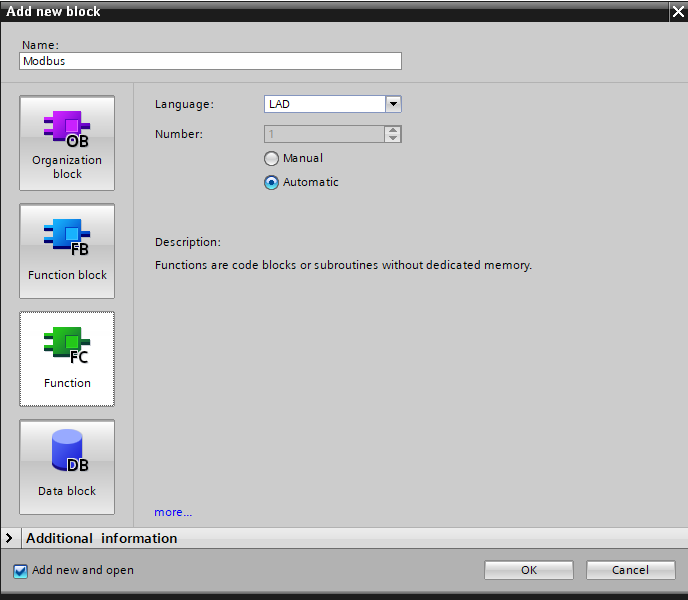 Add new block
Name:
Modbus
OB
Organization
block
FB
Function block
FC
Function
DB
Data block
Language:
LAD
Number:
1
Manual
Automatic
Description:
Functions are code blocks or subroutines without dedicated memory.
more...
Additional information
Add new and open
OK
Cancel